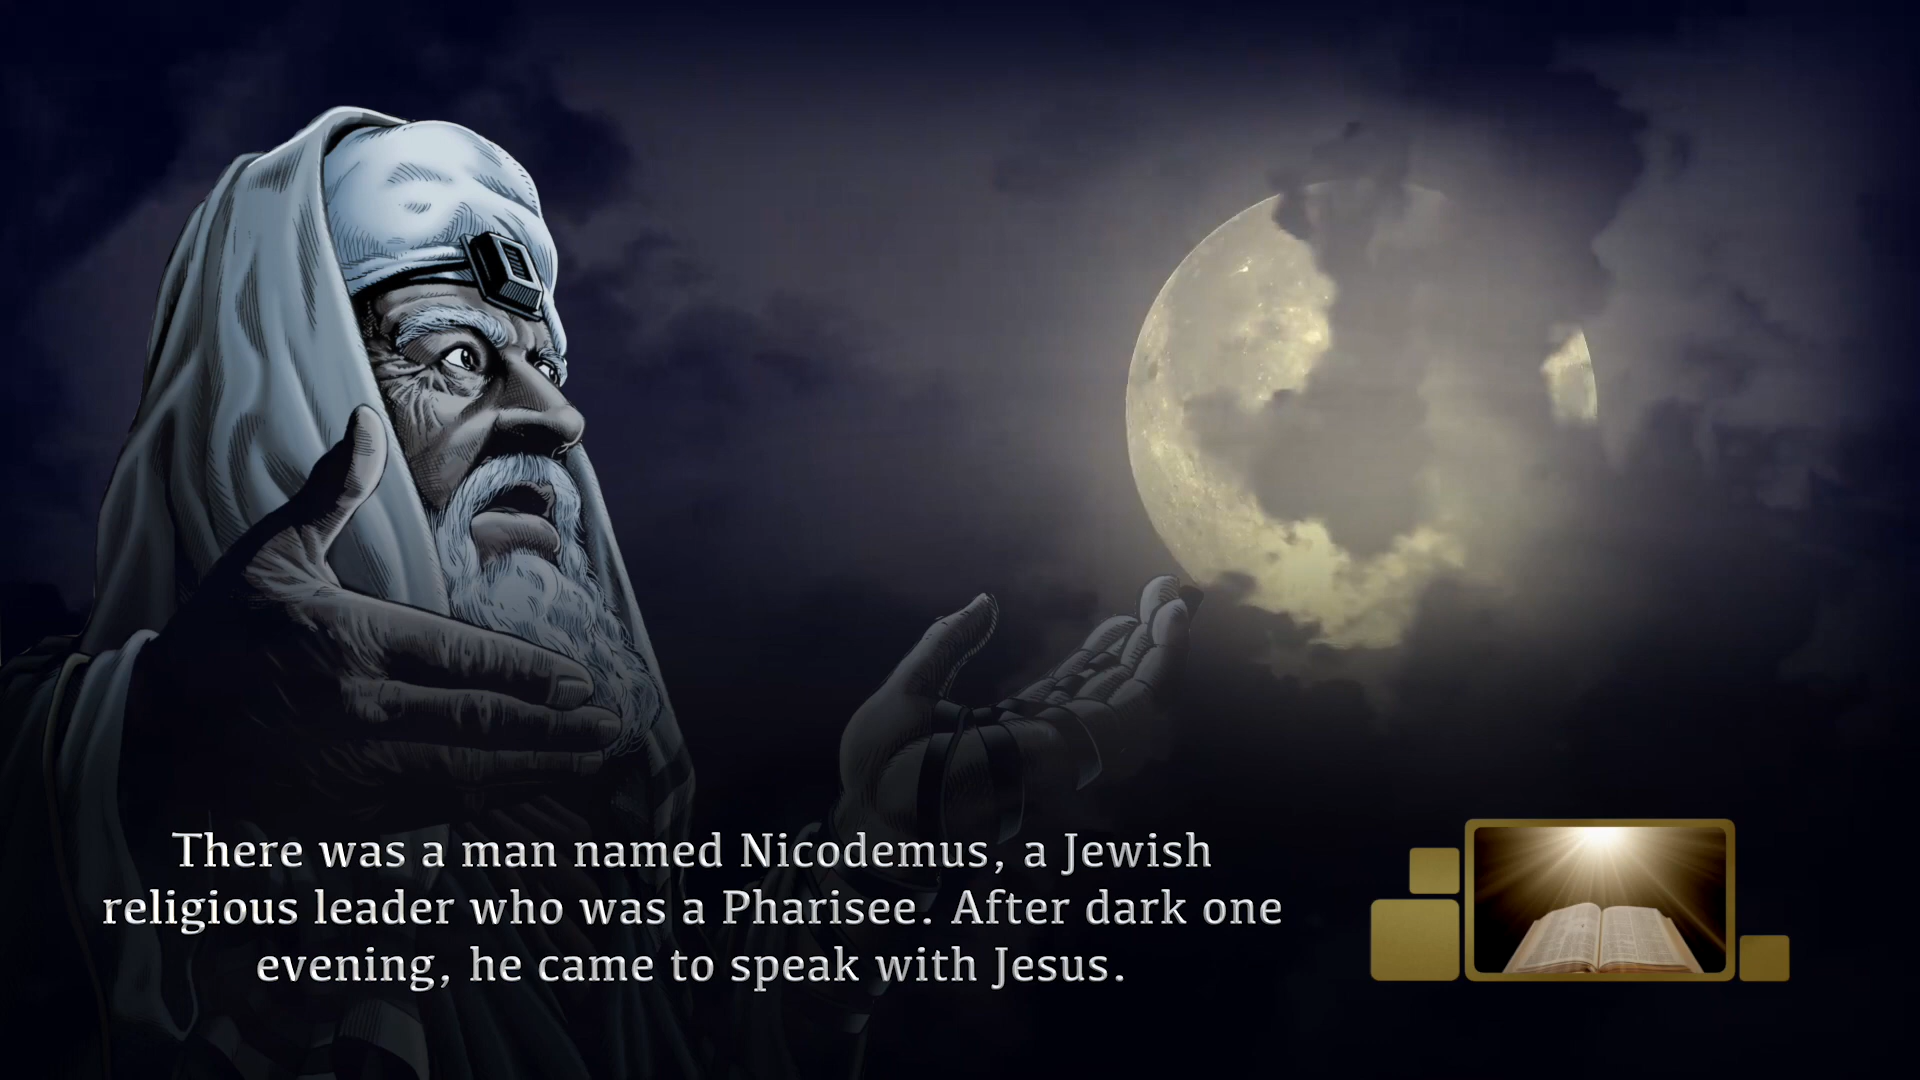 There was a man named Nicodemus, a Jewish
religious leader who was a Pharisee. After dark one
evening, he came to speak with Jesus.